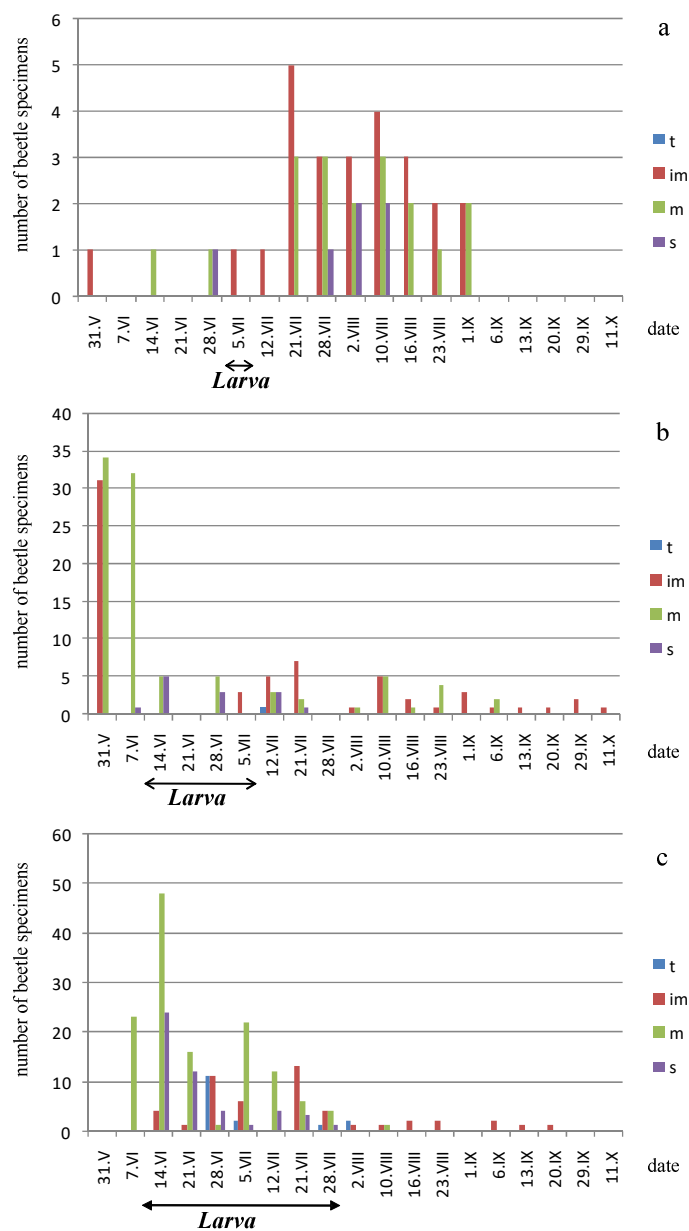 a
number of beetle specimens
6
5
4
3
2
1
0
t
im
m
s
31.V 7.VI 14.VI 21.VI 28.VI 5.VII 12.VII 21.VII 28.VII 2.VIII 10.VIII 16.VIII 23.VIII 1.IX 6.IX 13.IX 20.IX 29.IX 11.X
date
Larva
b
number of beetle specimens
40
35
30
25
20
15
10
5
0
t
im
m
s
31.V 7.VI 14.VI 21.VI 28.VI 5.VII 12.VII 21.VII 28.VII 2.VIII 10.VIII 16.VIII 23.VIII 1.IX 6.IX 13.IX 20.IX 29.IX 11.X
date
Larva
c
number of beetle specimens
60
50
40
30
20
10
0
t
im
m
s
31.V 7.VI 14.VI 21.VI 28.VI 5.VII 12.VII 21.VII 28.VII 2.VIII 10.VIII 16.VIII 23.VIII 1.IX 6.IX 13.IX 20.IX 29.IX 11.X
date
Larva